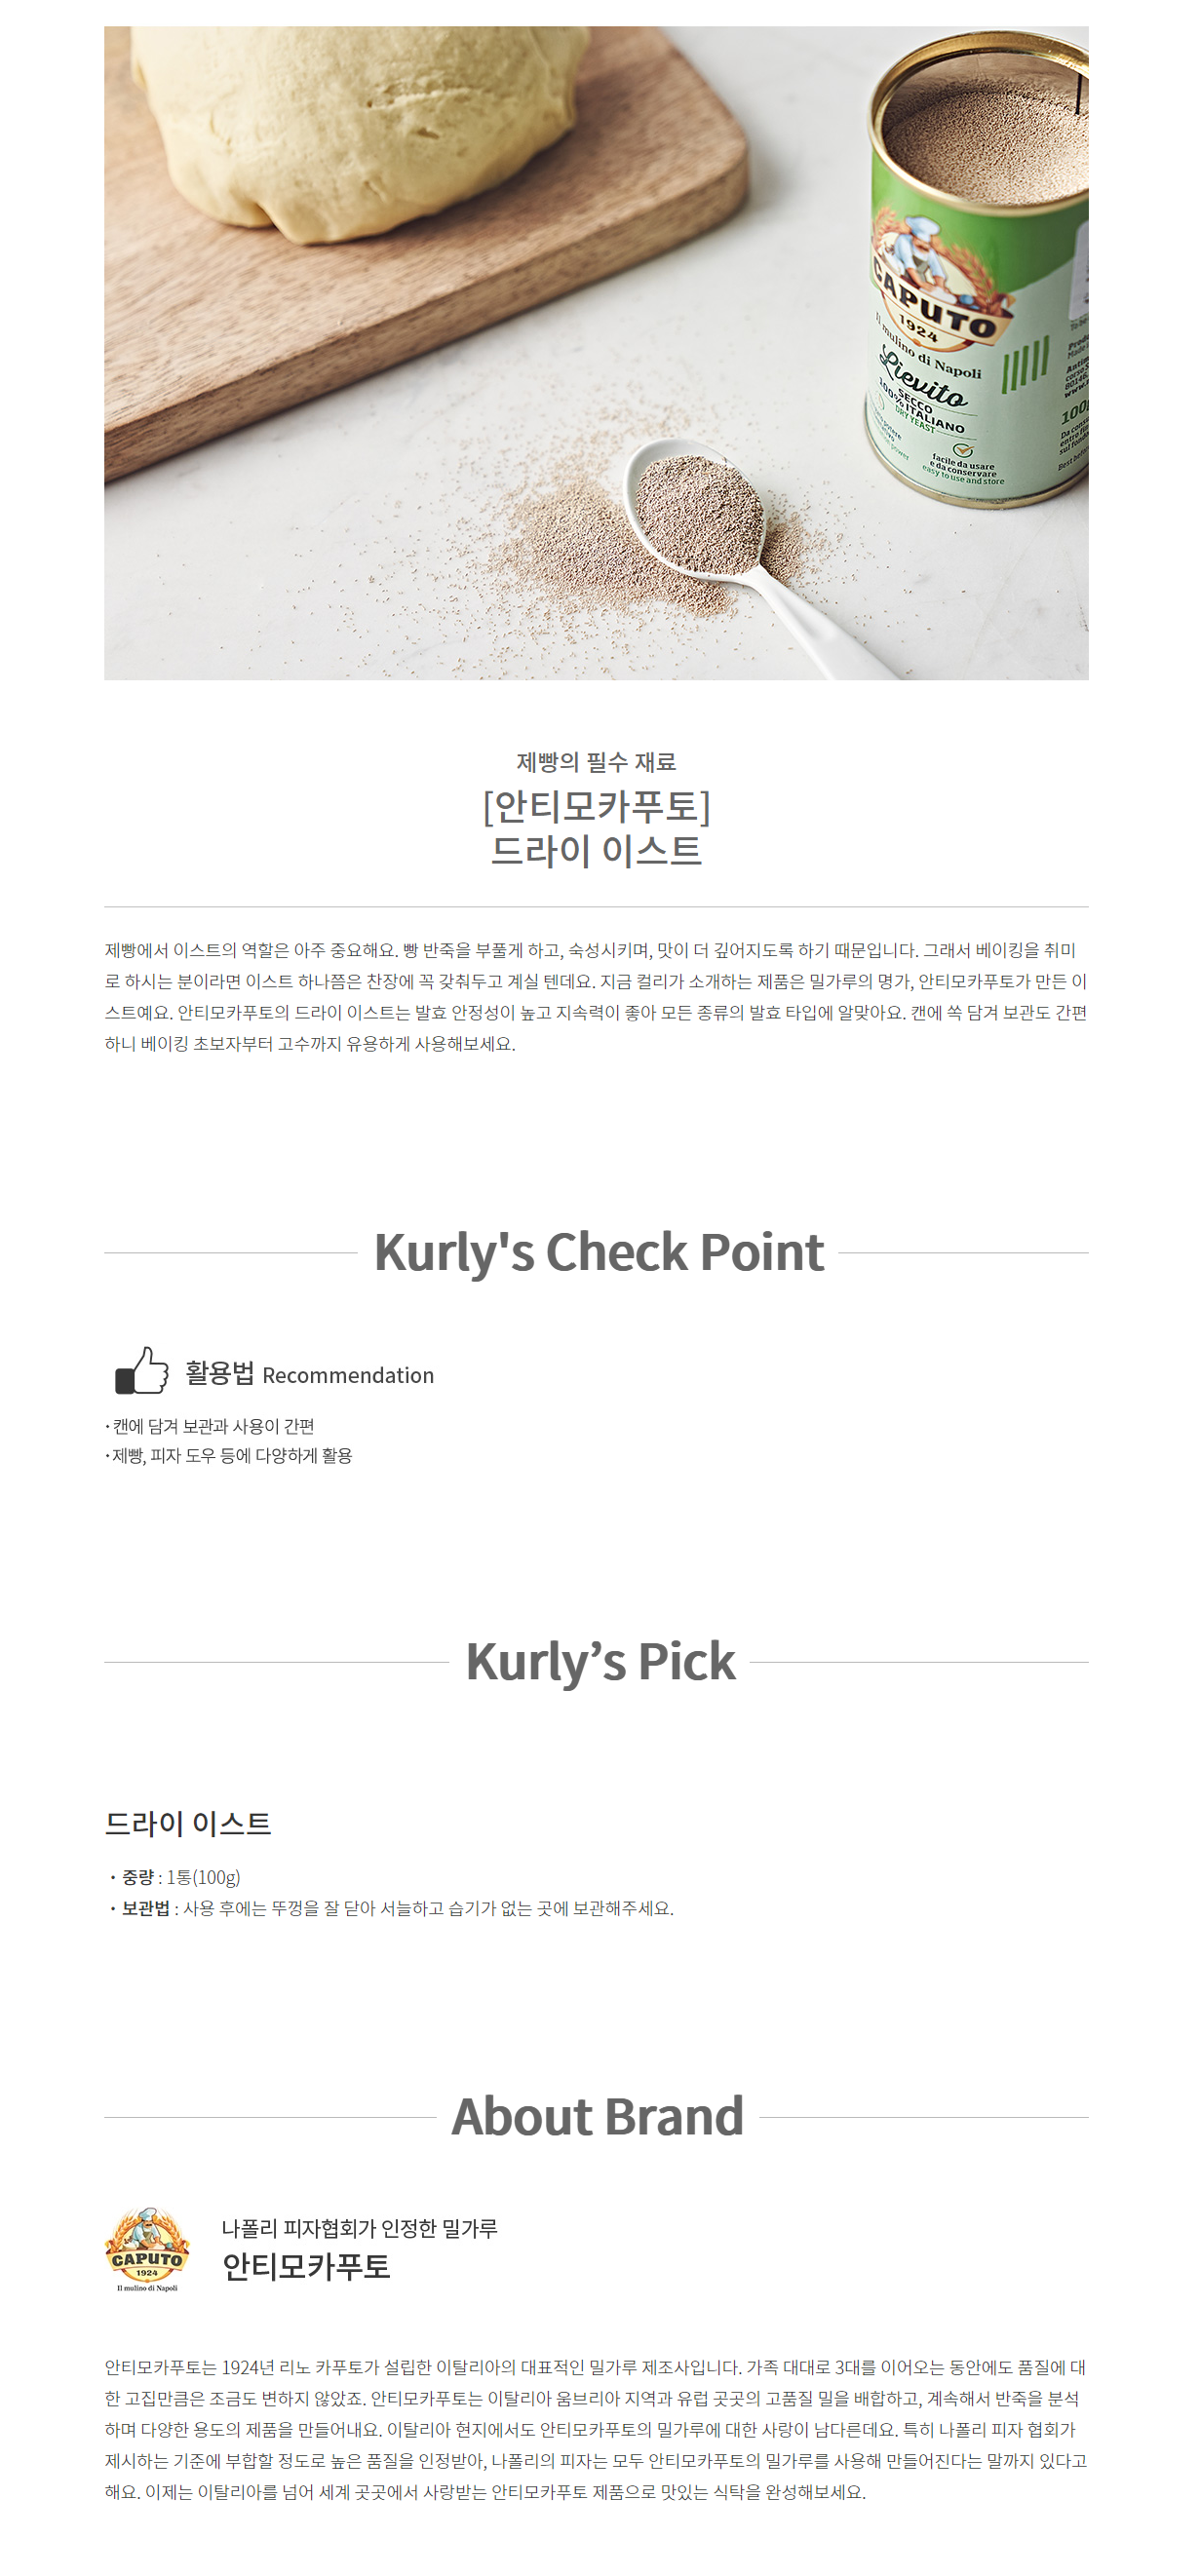 CAPUTO
1924
Il mulino di Napoli
Lievito
SECCO
100% ITALIANO
DRY YEAST
facile da usare
e da conservare
easy to use and store
제빵의 필수 재료
[안티모카푸토]
드라이 이스트
제빵에서 이스트의 역할은 아주 중요해요. 빵 반죽을 부풀게 하고, 숙성시키며, 맛이 더 깊어지도록 하기 때문입니다. 그래서 베이킹을 취미
로 하시는 분이라면 이스트 하나쯤은 찬장에 꼭 갖춰두고 계실 텐데요. 지금 컬리가 소개하는 제품은 밀가루의 명가, 안티모카푸토가 만든 이
스트예요. 안티모카푸토의 드라이 이스트는 발효 안정성이 높고 지속력이 좋아 모든 종류의 발효 타입에 알맞아요. 캔에 쏙 담겨 보관도 간편
하니 베이킹 초보자부터 고수까지 유용하게 사용해보세요.
Kurly's Check Point
활용법 Recommendation
· 캔에 담겨 보관과 사용이 간편
· 제빵, 피자 도우 등에 다양하게 활용
Kurly’s Pick
드라이 이스트
· 중량 : 1통(100g)
· 보관법 : 사용 후에는 뚜껑을 잘 닫아 서늘하고 습기가 없는 곳에 보관해주세요.
About Brand
CAPUTO
1924
Il mulino di Napoli
나폴리 피자협회가 인정한 밀가루
안티모카푸토
안티모카푸토는 1924년 리노 카푸토가 설립한 이탈리아의 대표적인 밀가루 제조사입니다. 가족 대대로 3대를 이어오는 동안에도 품질에 대
한 고집만큼은 조금도 변하지 않았죠. 안티모카푸토는 이탈리아 움브리아 지역과 유럽 곳곳의 고품질 밀을 배합하고, 계속해서 반죽을 분석
하며 다양한 용도의 제품을 만들어내요. 이탈리아 현지에서도 안티모카푸토의 밀가루에 대한 사랑이 남다른데요. 특히 나폴리 피자 협회가
제시하는 기준에 부합할 정도로 높은 품질을 인정받아, 나폴리의 피자는 모두 안티모카푸토의 밀가루를 사용해 만들어진다는 말까지 있다고
해요. 이제는 이탈리아를 넘어 세계 곳곳에서 사랑받는 안티모카푸토 제품으로 맛있는 식탁을 완성해보세요.